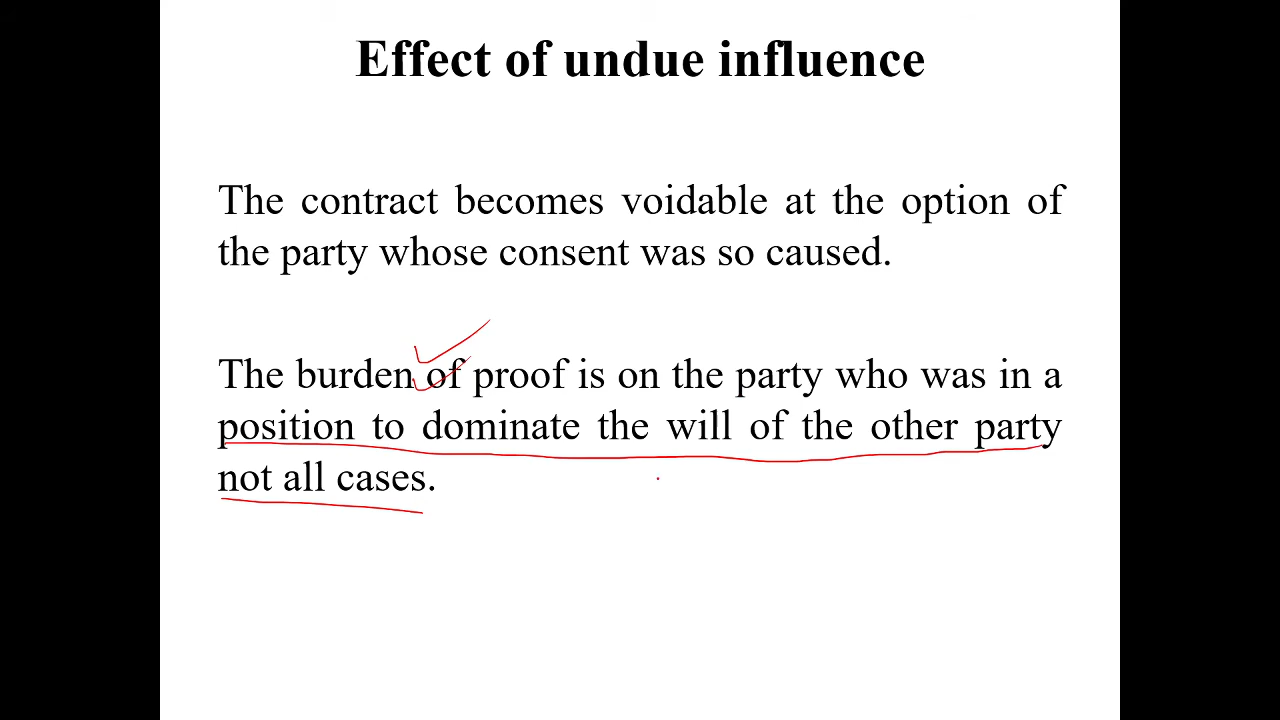 Effect of undue influence
The contract becomes voidable at the option of
the party whose consent was so caused.
The burden of proof is on the party who was in a
position to dominate the will of the other party
not all cases.